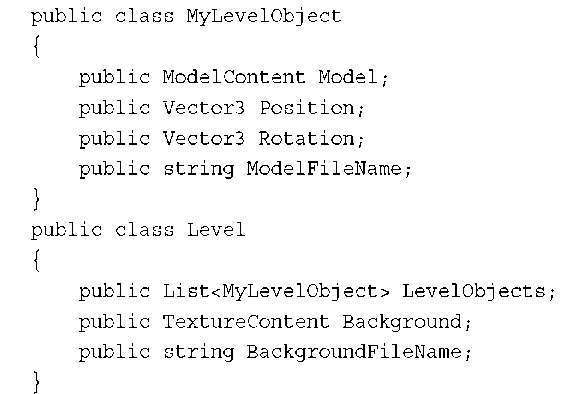 public class MyLevelObject
{
    public ModelContent Model;
    public Vector3 Position;
    public Vector3 Rotation;
    public string ModelFileName;
}
public class Level
{
    public List<MyLevelObject> LevelObjects;
    public TextureContent Background;
    public string BackgroundFileName;
}